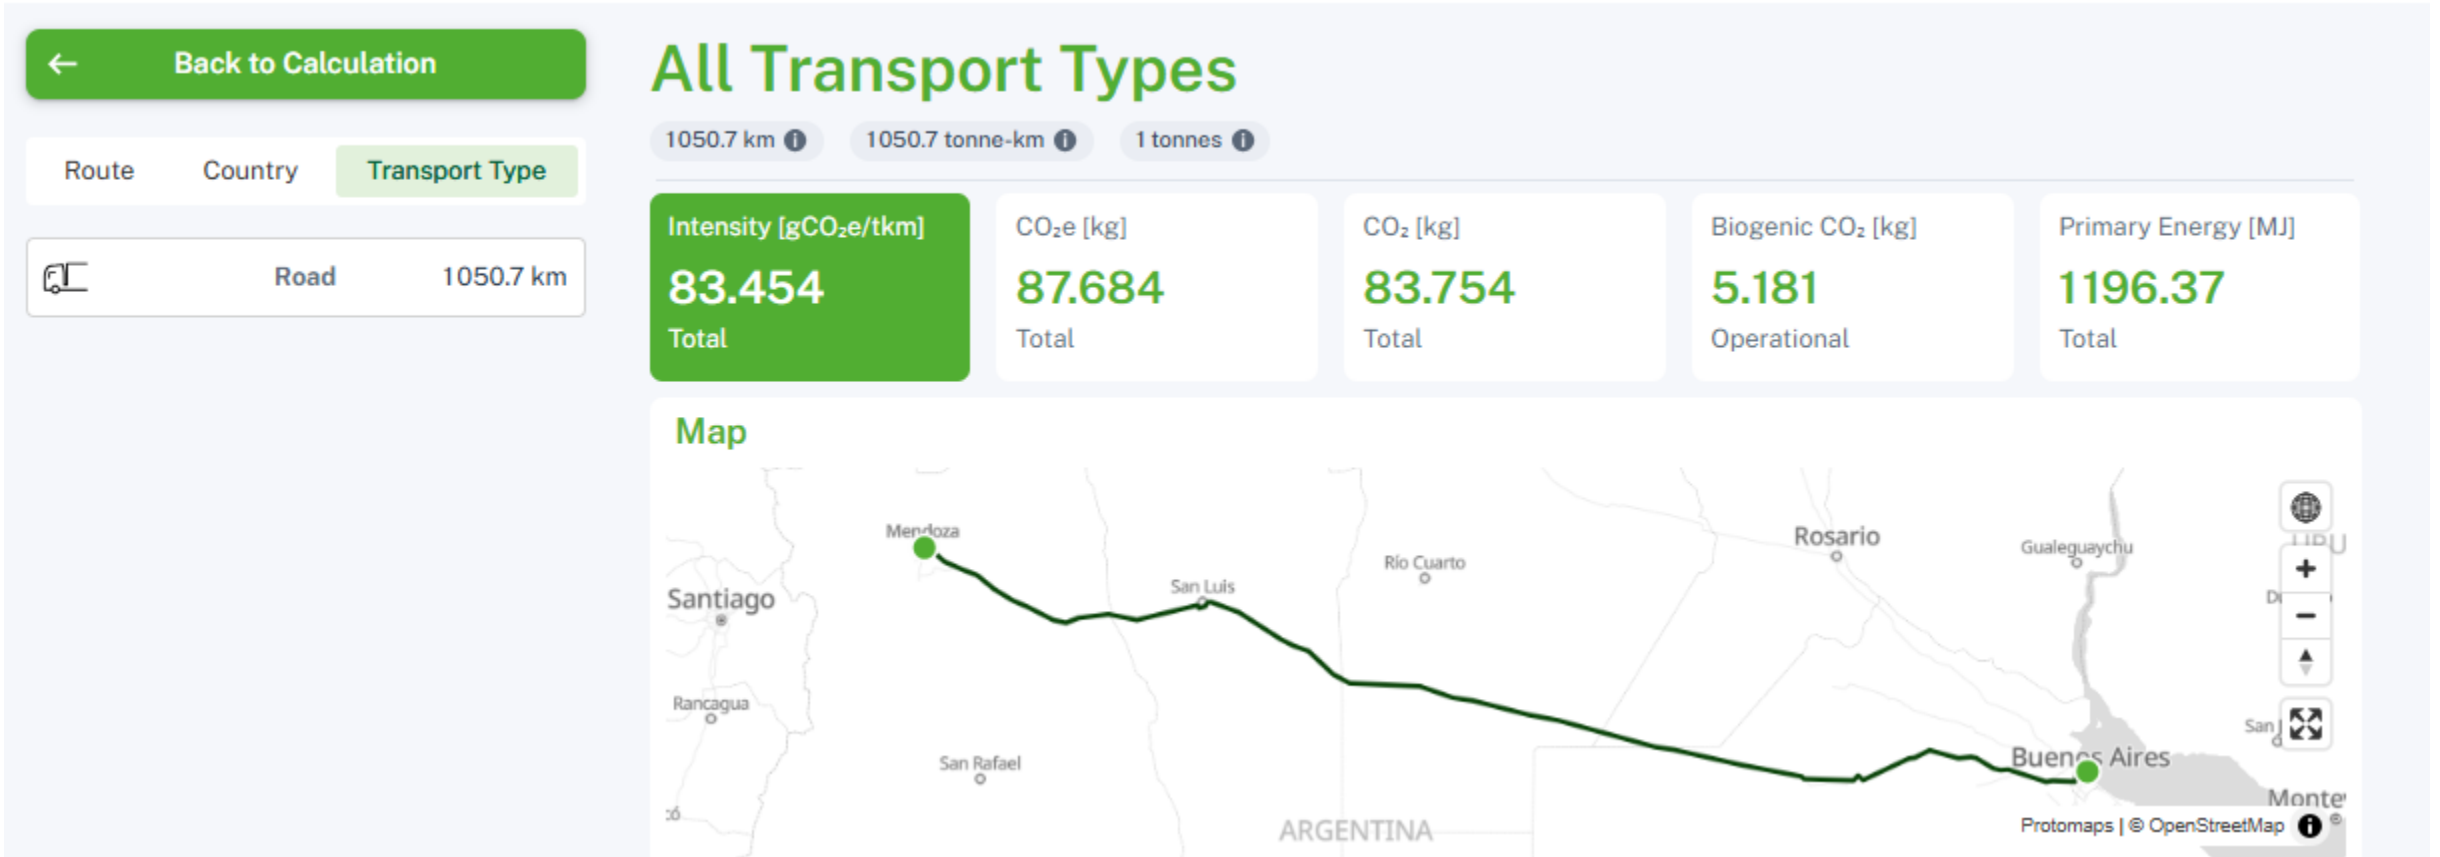 Back to Calculation
Route
Country
Transport Type
Road
1050.7 km
All Transport Types
1050.7 km
1050.7 tonne-km
1 tonnes
Intensity [gCO₂e/tkm]
83.454
Total
CO₂e [kg]
87.684
Total
CO₂ [kg]
83.754
Total
Biogenic CO₂ [kg]
5.181
Operational
Primary Energy [MJ]
1196.37
Total
Map
Mendoza
Rosario
Gualeguaychu
Río Cuarto
San Luis
Santiago
Rancagua
San
San Rafael
Buenos Aires
ARGENTINA
Protomaps | © OpenStreetMap